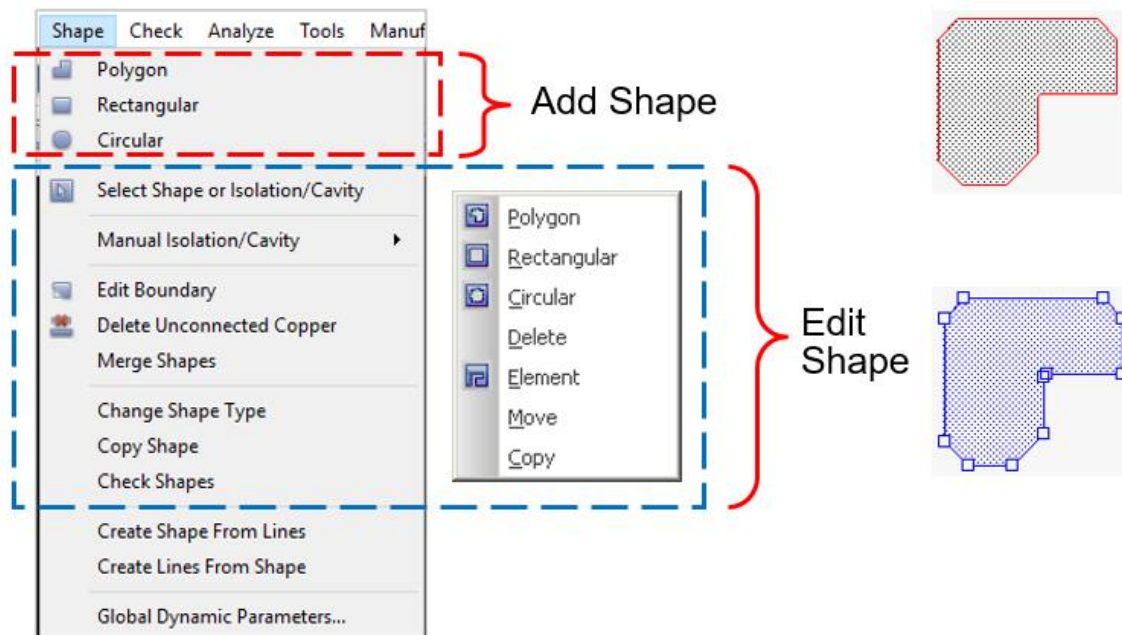 Shape Check Analyze Tools Manuf
Polygon
Rectangular
Circular
Add Shape
Select Shape or Isolation/Cavity
Manual Isolation/Cavity
Edit Boundary
Delete Unconnected Copper
Merge Shapes
Change Shape Type
Copy Shape
Check Shapes
Polygon
Rectangular
Circular
Delete
Element
Move
Copy
Edit
Shape
Create Shape From Lines
Create Lines From Shape
Global Dynamic Parameters...